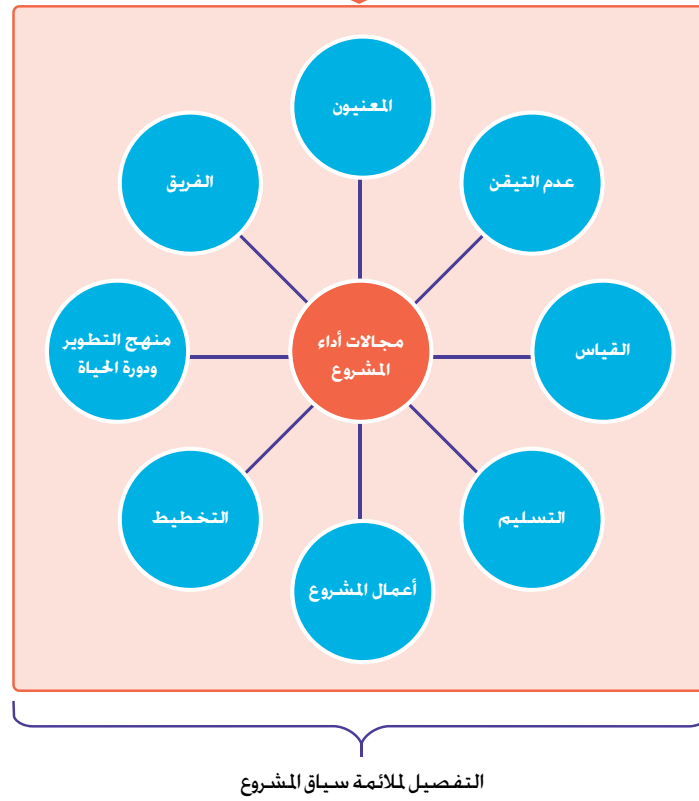 المعنيون
الفريق
عدم التيقن
منهج التطوير
ودورة الحياة
مجالات أداء
المشروع
القياس
التخطيط
التسليم
أعمال المشروع
التفصيل لملائمة سياق المشروع